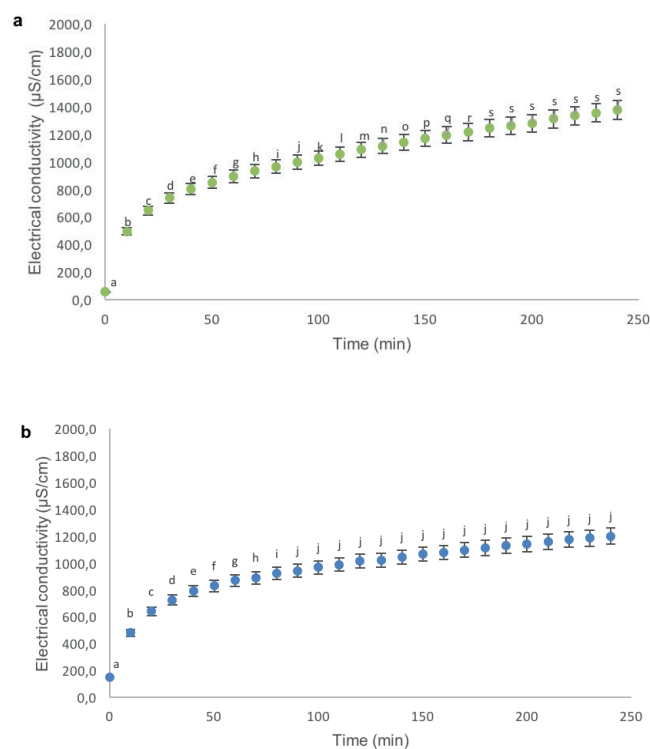 a
2000,0
1800,0
1600,0
1400,0
1200,0
1000,0
800,0
600,0
400,0
200,0
0,0
Electrical conductivity (µS/cm)
a b c d e f g h i j k l m n o p q r s s s s s s s
0 50 100 150 200 250
Time (min)
b
2000,0
1800,0
1600,0
1400,0
1200,0
1000,0
800,0
600,0
400,0
200,0
0,0
Electrical conductivity (µS/cm)
a b c d e f g h i j j j j j j j j j j j j j j j j
0 50 100 150 200 250
Time (min)